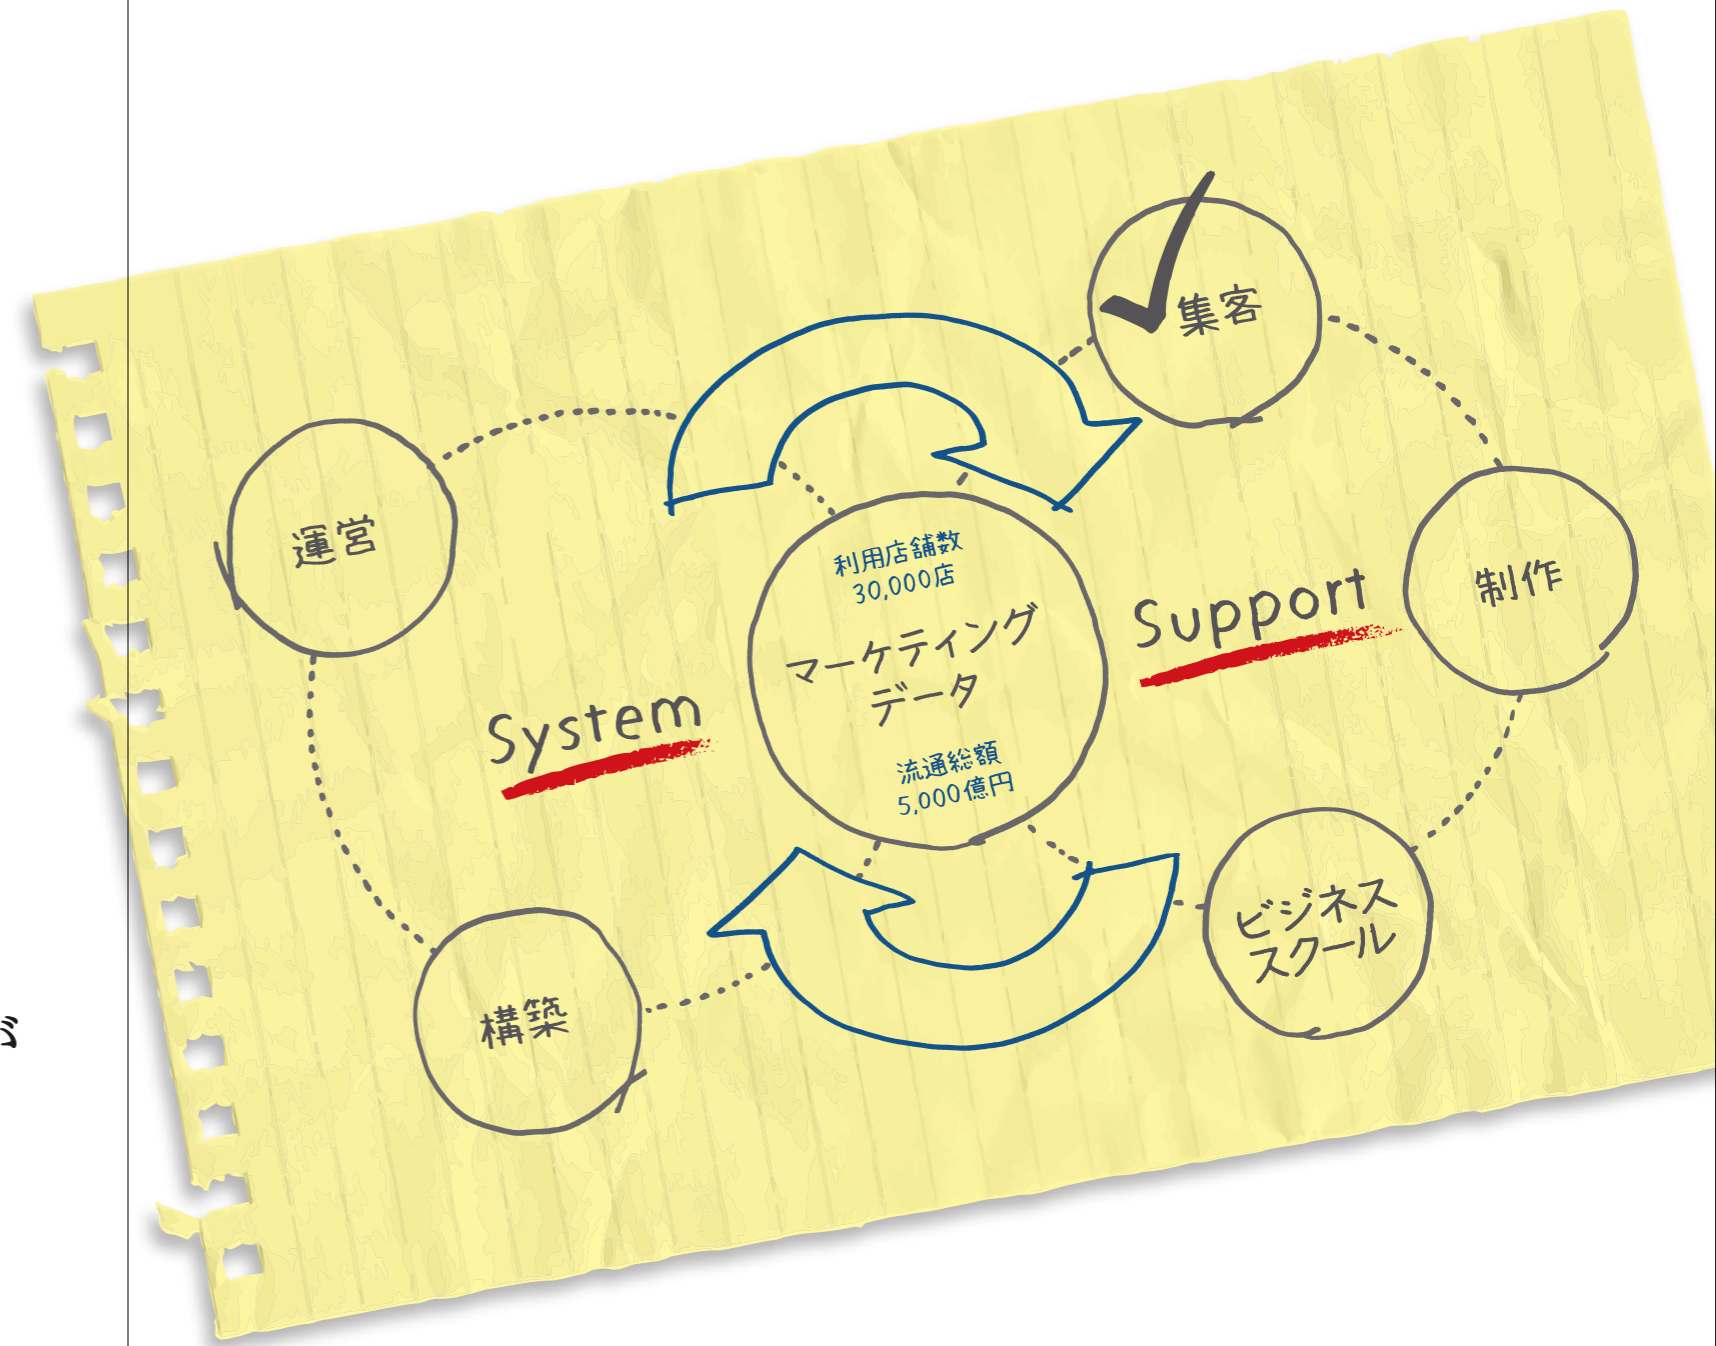 集客
運営
利用店舗数
30,000店
マーケティング
データ
流通総額
5,000億円
Support
制作
System
ビジネス
スクール
構築